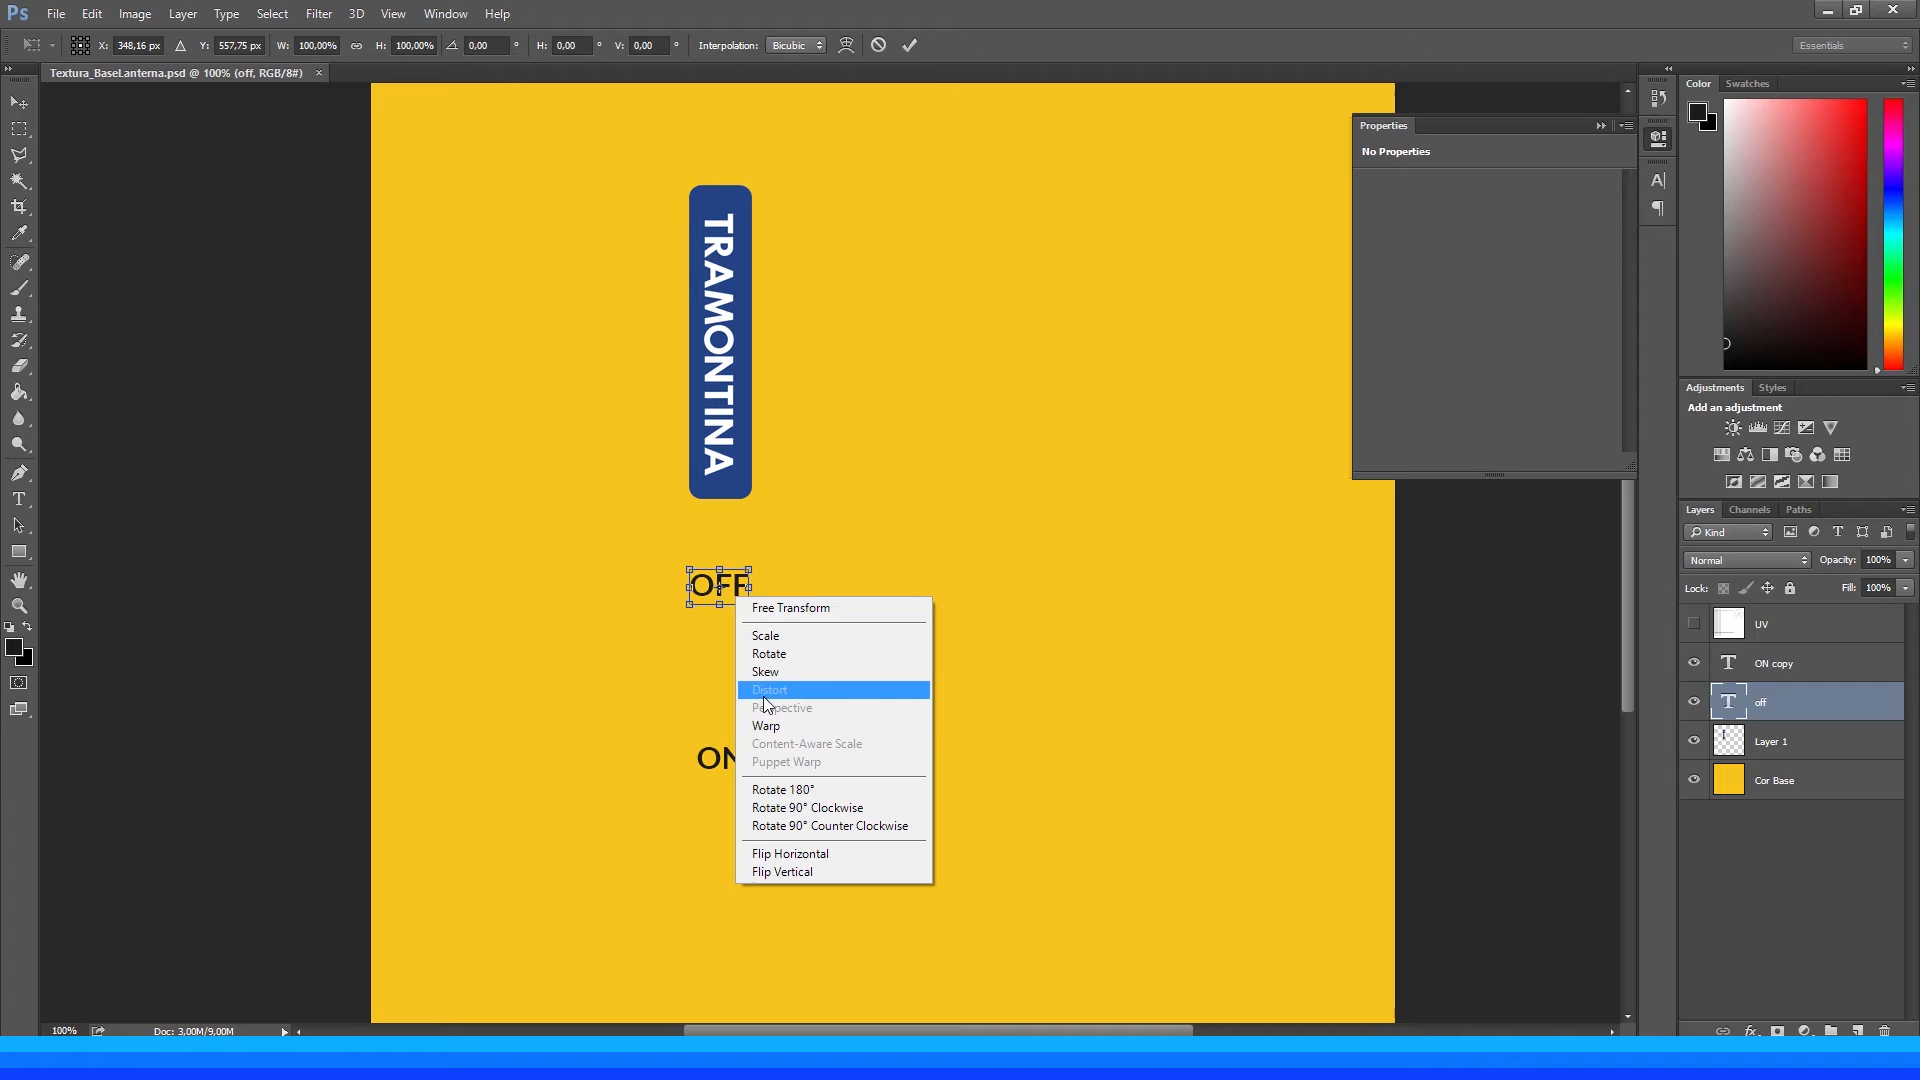 Ps File Edit Image Layer Type Select Filter 3D View Window Help
X: 348,16 px Y: 557,75 px W: 100,00% H: 100,00% 0,00 ° H: 0,00 ° V: 0,00 ° Interpolation: Bicubic Essentials
Textura_BaseLanterna.psd @ 100% (off, RGB/8#) ×
Color Swatches
Properties
No Properties
TRAMONTINA
Adjustments Styles
Add an adjustment
Layers Channels Paths
Kind
Normal Opacity: 100%
Lock: Fill: 100%
OFF
Free Transform
Scale
Rotate
Skew
Distort
Perspective
Warp
Content-Aware Scale
Puppet Warp
Rotate 180°
Rotate 90° Clockwise
Rotate 90° Counter Clockwise
Flip Horizontal
Flip Vertical
ON
UV
ON copy
off
Layer 1
Cor Base
100% Doc: 3,00M/9,00M